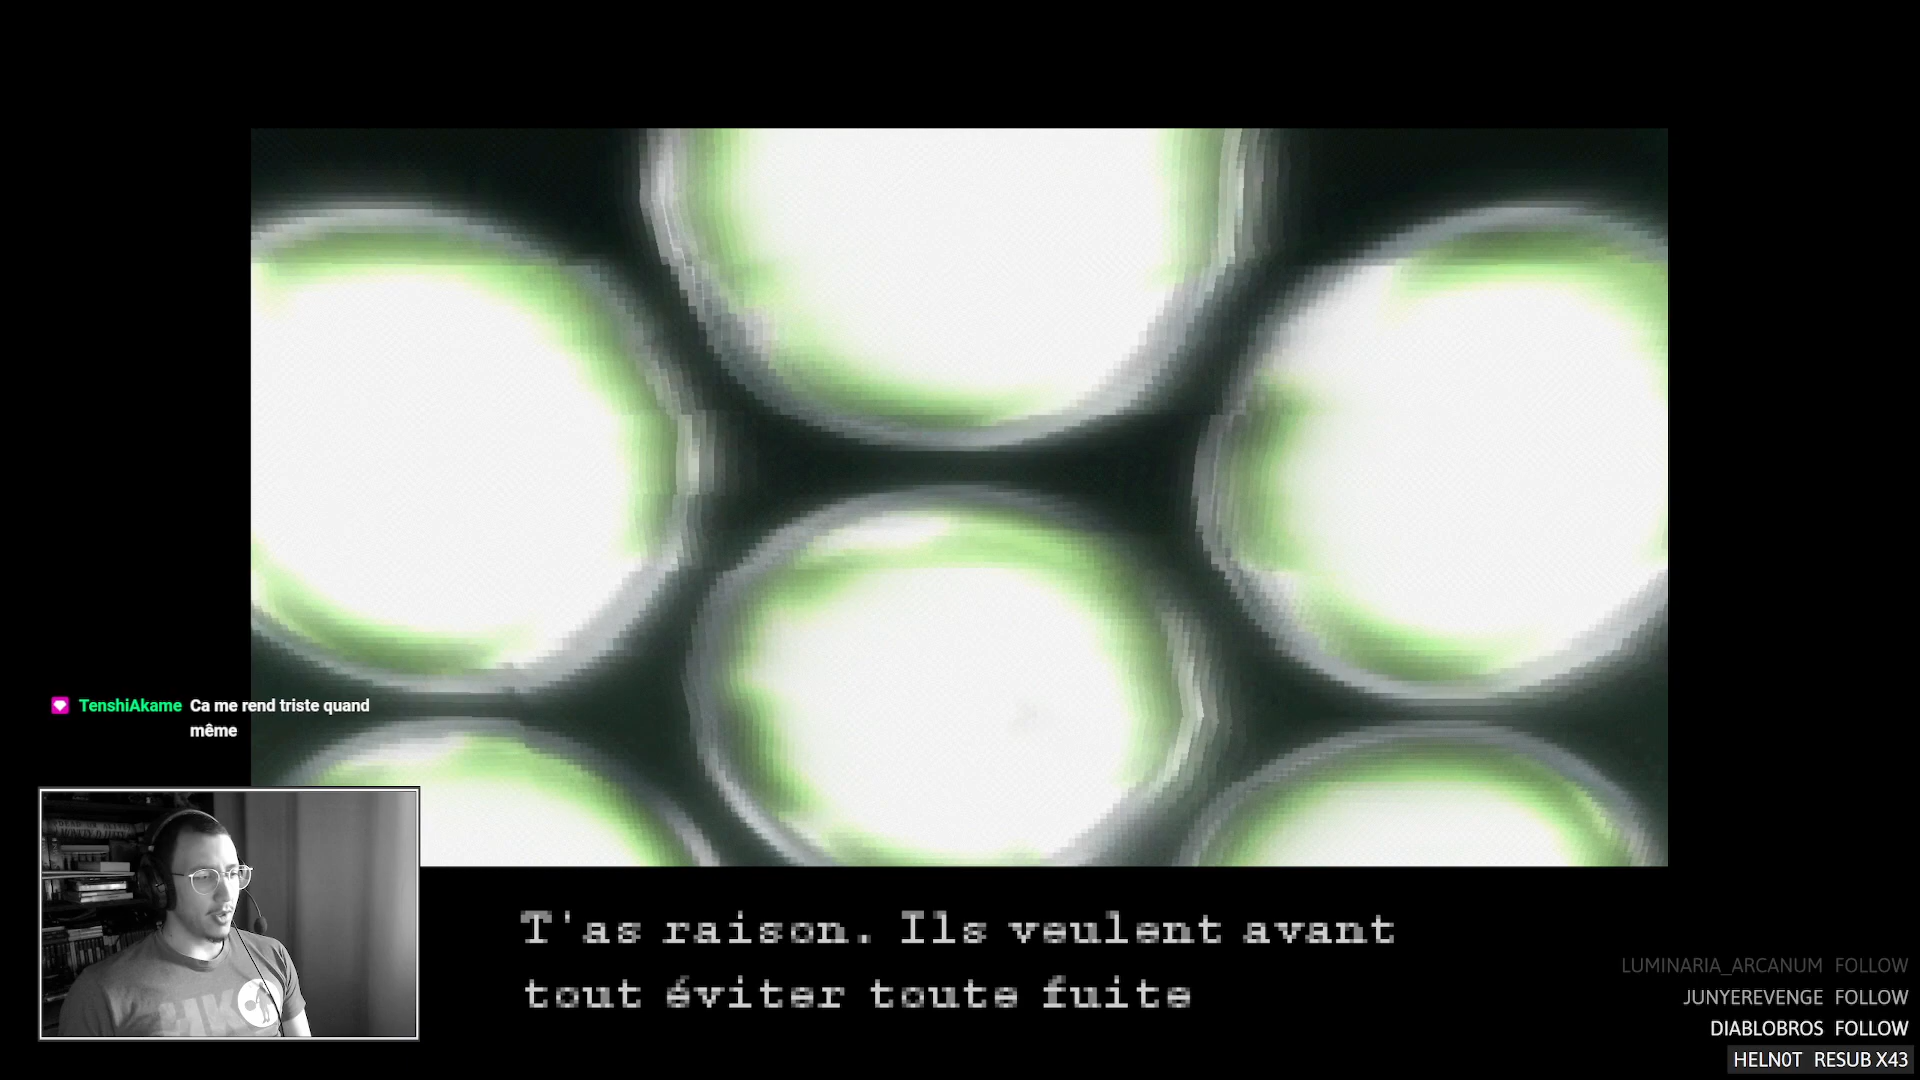 TenshiAkame Ca me rend triste quand
même
T'as raison. Ils veulent avant
tout éviter toute fuite
LUMINARIA_ARCANUM FOLLOW
JUNYEREVENGE FOLLOW
DIABLOBROS FOLLOW
HELN0T RESUB X43